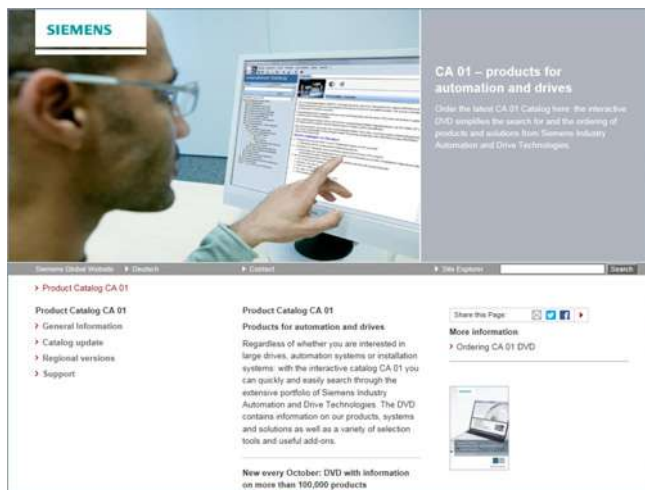 SIEMENS
CA 01 – products for
automation and drives
Order the latest CA 01 Catalog here: the interactive
DVD simplifies the search for and the ordering of
products and solutions from Siemens Industry
Automation and Drive Technologies.
Siemens Global Website Deutsch Contact Site Explorer Search
Product Catalog CA 01
Product Catalog CA 01
General Information
Catalog update
Regional versions
Support
Product Catalog CA 01
Products for automation and drives
Regardless of whether you are interested in
large drives, automation systems or installation
systems: with the interactive catalog CA 01 you
can quickly and easily search through the
extensive portfolio of Siemens Industry
Automation and Drive Technologies. The DVD
contains information on our products, systems
and solutions as well as a variety of selection
tools and useful add-ons.
New every October: DVD with information
on more than 100,000 products
Share this Page:
More information
Ordering CA 01 DVD